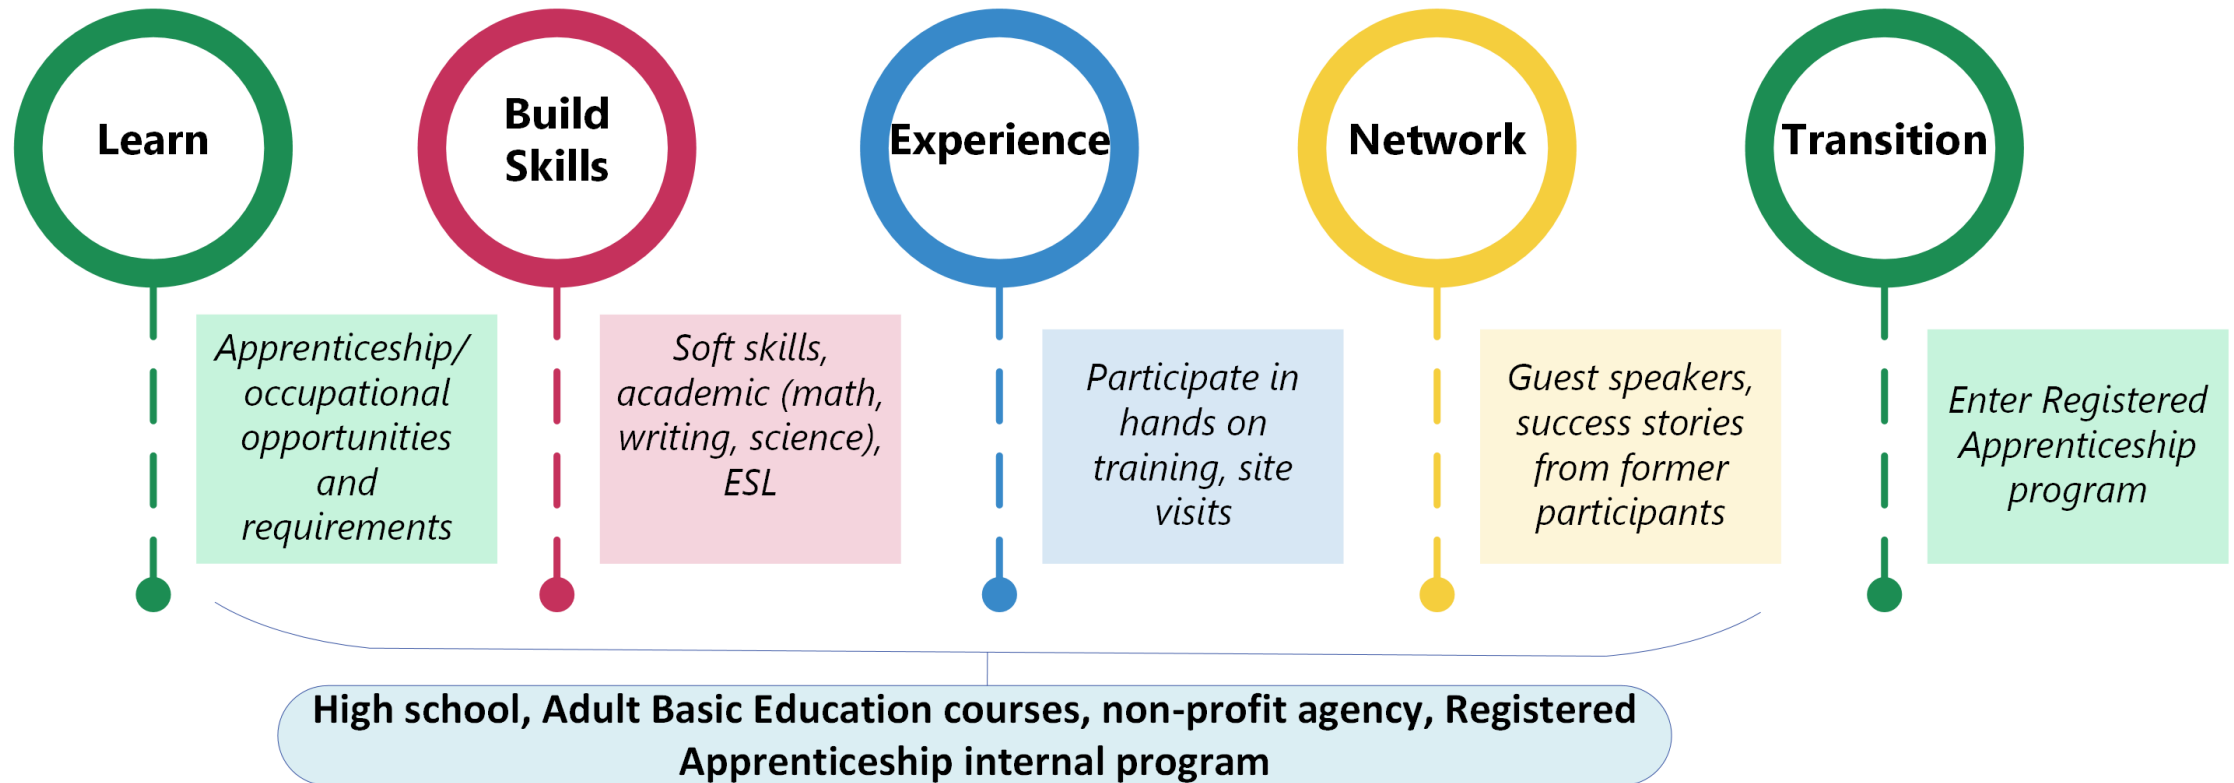 Learn
Build
Skills
Experience
Network
Transition
Apprenticeship/
occupational
opportunities
and
requirements
Soft skills,
academic (math,
writing, science),
ESL
Participate in
hands on
training, site
visits
Guest speakers,
success stories
from former
participants
Enter Registered
Apprenticeship
program
High school, Adult Basic Education courses, non-profit agency, Registered
Apprenticeship internal program